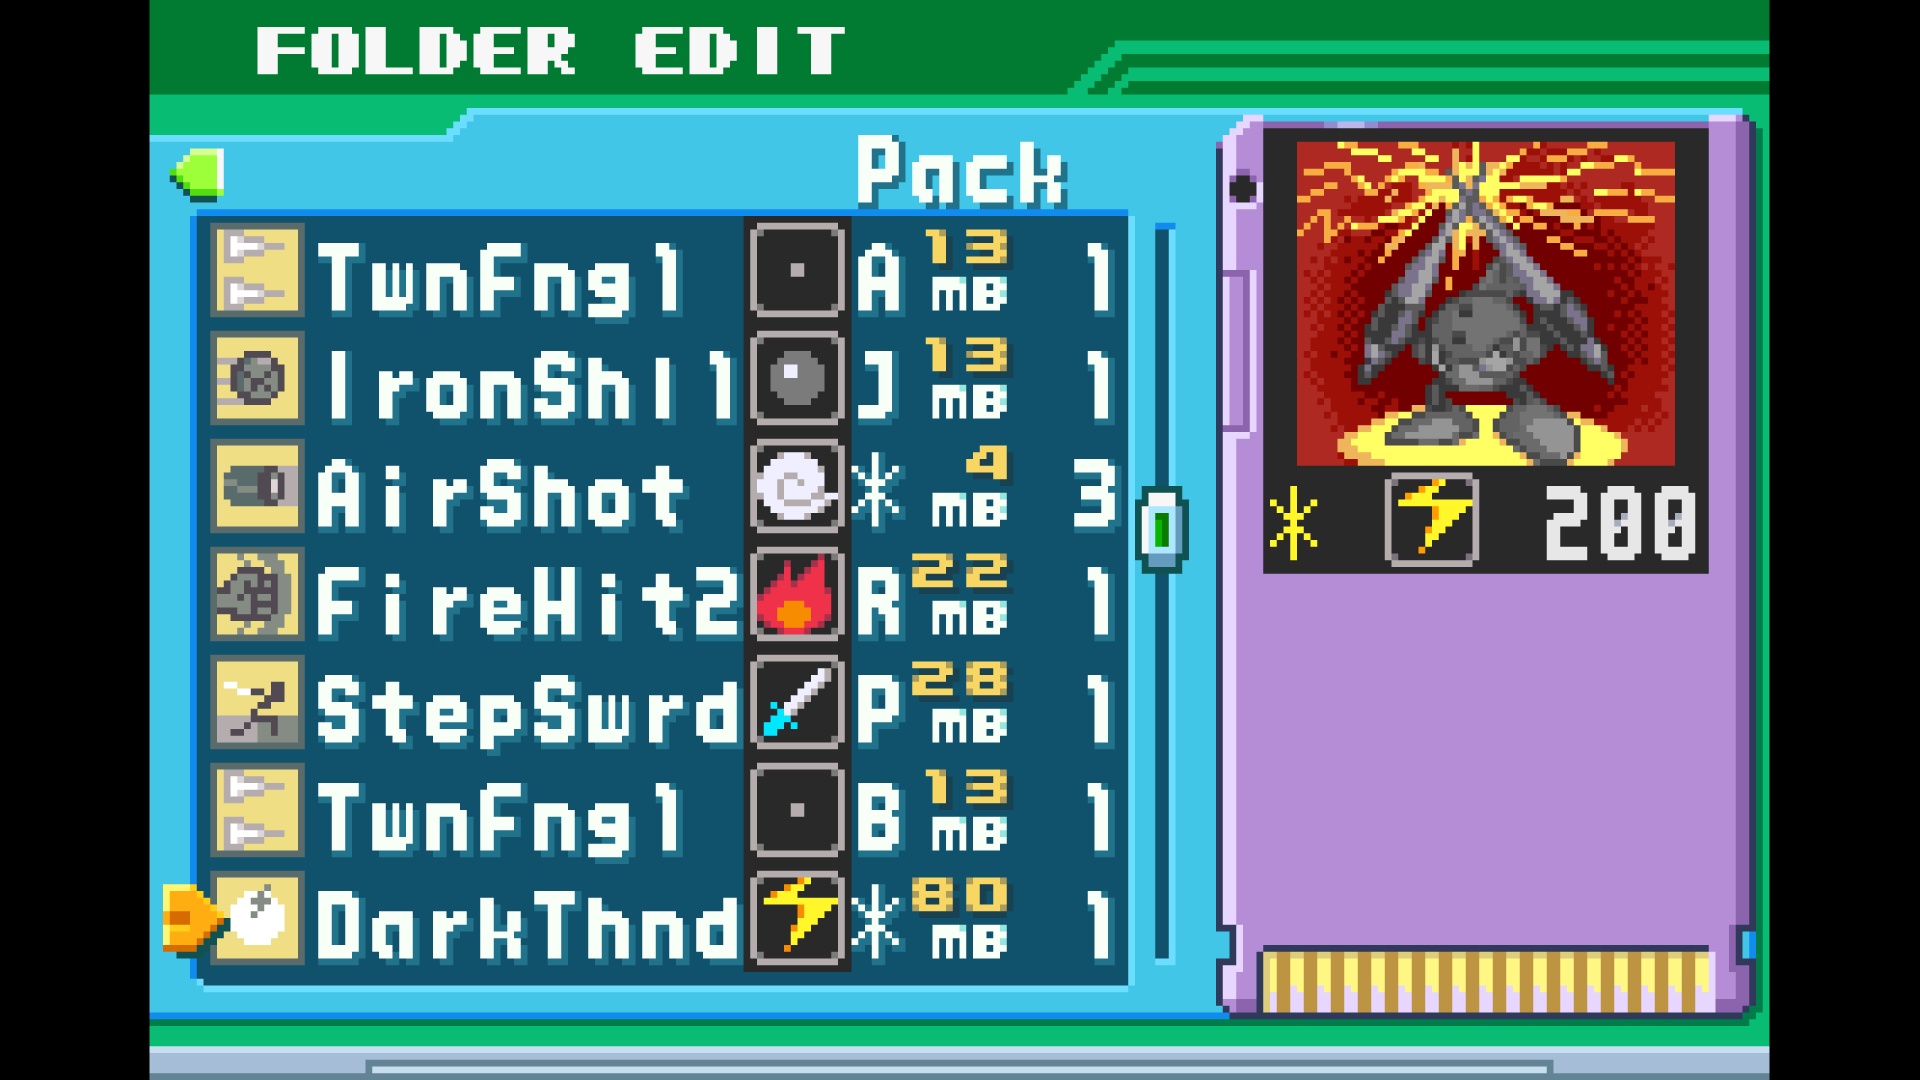 FOLDER EDIT
Pack
TwnFng1 A 13 mB 1
IronShl1 J 13 mB 1
AirShot * 4 mB 3
FireHit2 R 22 mB 1
StepSwrd P 28 mB 1
TwnFng1 B 13 mB 1
DarkThnd * 80 mB 1
* 200